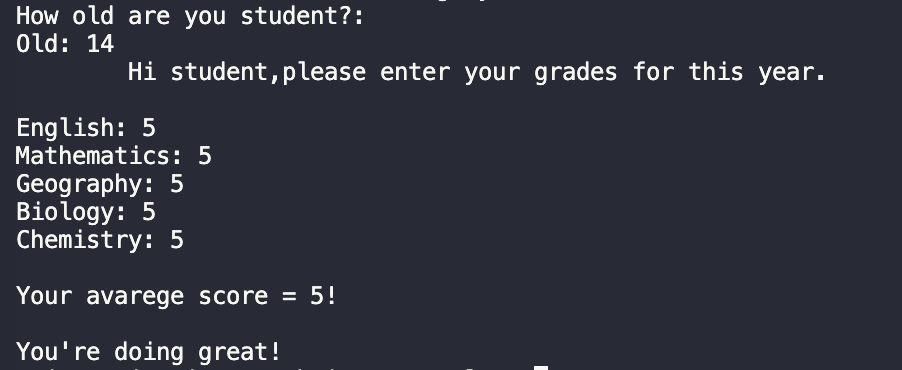 How old are you student?:
Old: 14
Hi student,please enter your grades for this year.
English: 5
Mathematics: 5
Geography: 5
Biology: 5
Chemistry: 5
Your avarege score = 5!
You're doing great!